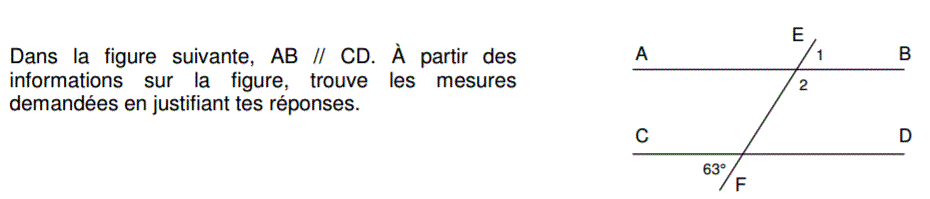 Dans la figure suivante, AB // CD. À partir des
informations sur la figure, trouve les mesures
demandées en justifiant tes réponses.
E
A
1
B
2
C
D
63°
F